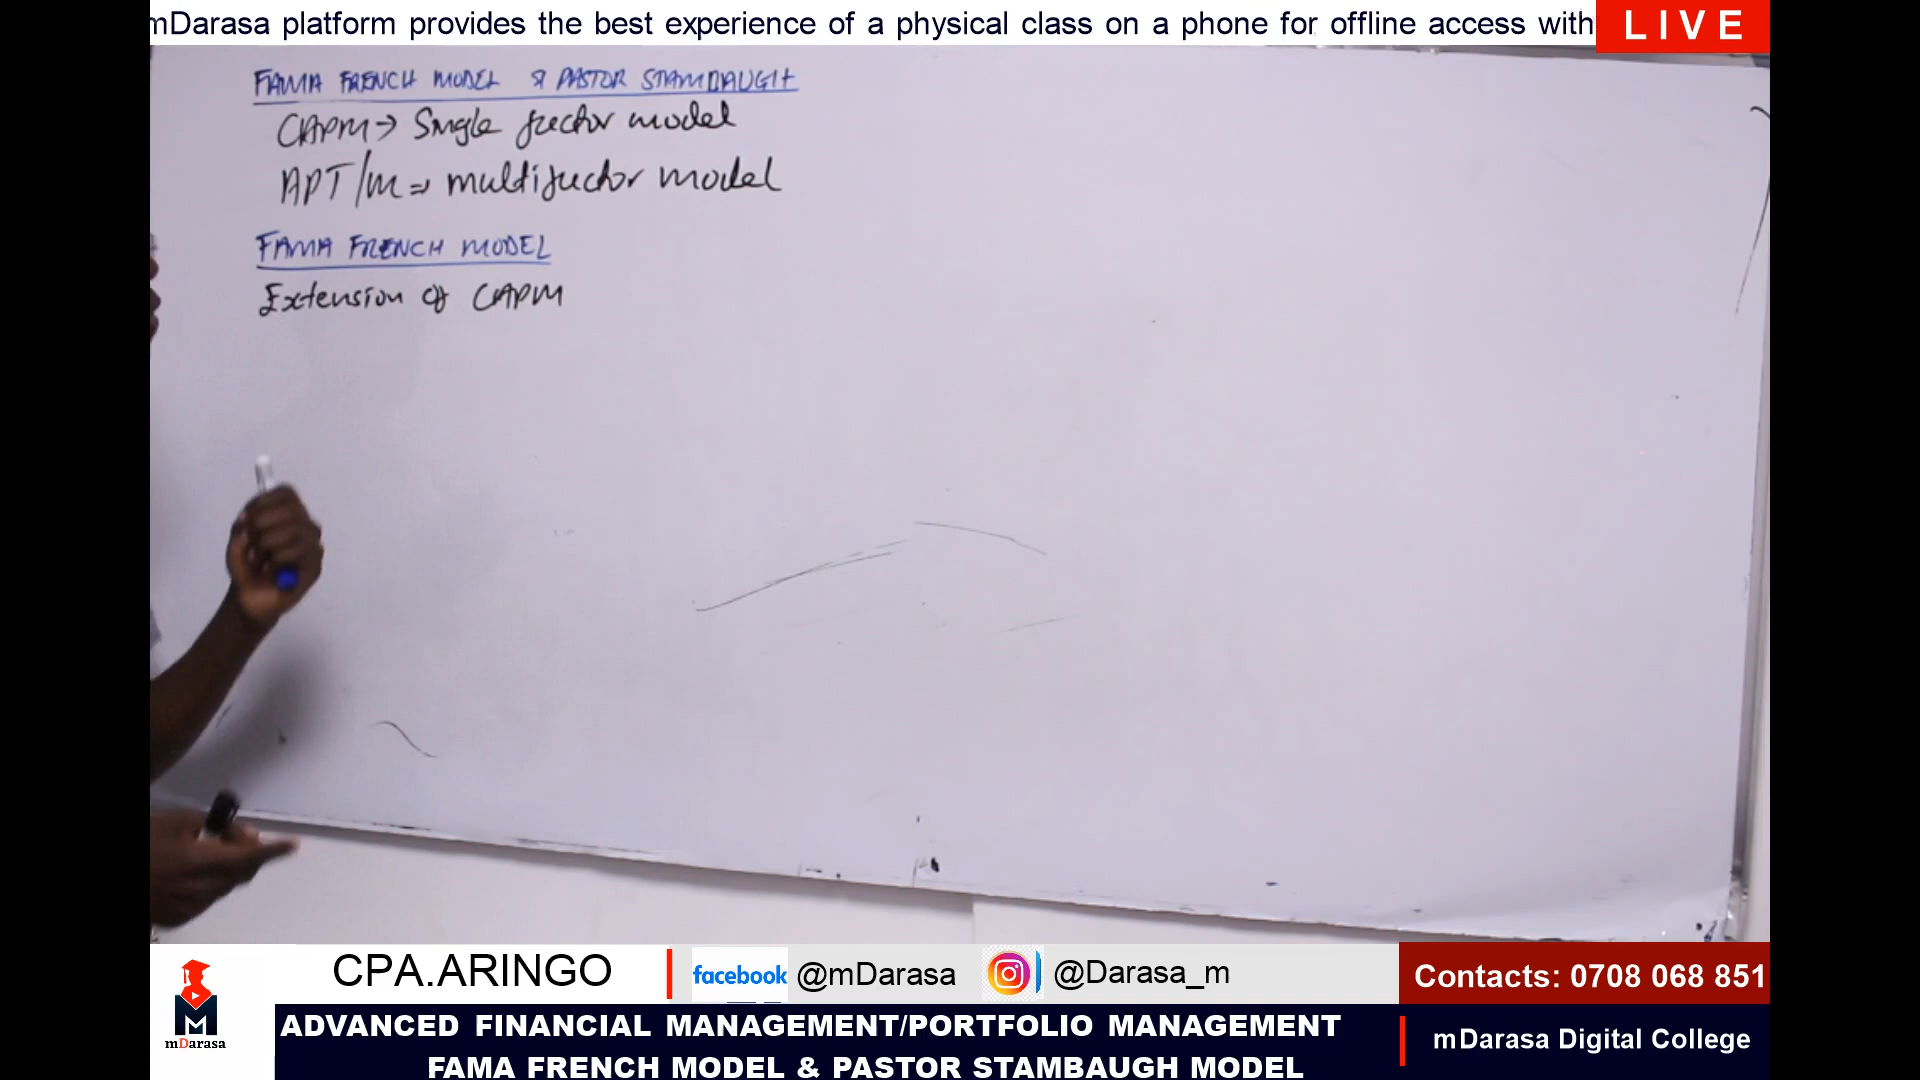 mDarasa platform provides the best experience of a physical class on a phone for offline access with
LIVE
FAMA FRENCH MODEL & PASTOR STAMBAUGH
CAPM → Single factor model
APT/M ⇒ multifactor model
FAMA FRENCH MODEL
Extension of CAPM
CPA.ARINGO
facebook @mDarasa
@Darasa_m
Contacts: 0708 068 851
mDarasa
ADVANCED FINANCIAL MANAGEMENT/PORTFOLIO MANAGEMENT
FAMA FRENCH MODEL & PASTOR STAMBAUGH MODEL
mDarasa Digital College